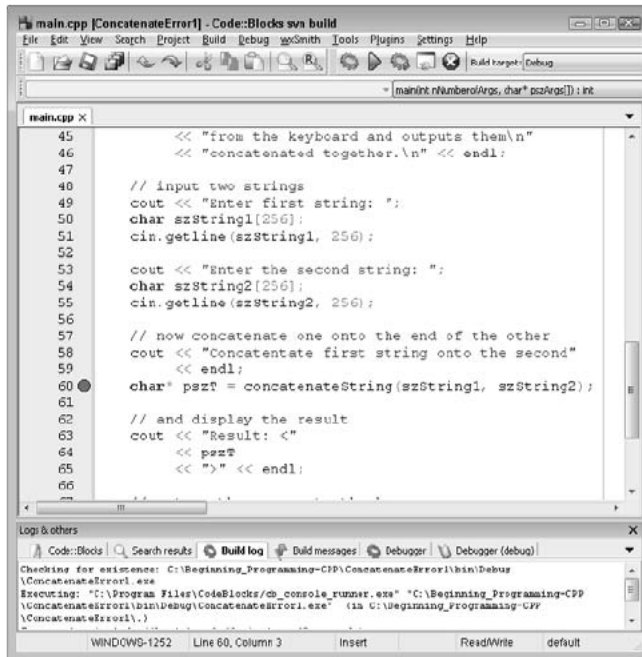 main.cpp [ConcatenateError1] - Code::Blocks svn build
File Edit View Search Project Build Debug wxSmith Tools Plugins Settings Help
Build target: Debug
main(int nNumberofArgs, char* pszArgs[]) : int
main.cpp ×
45 << "from the keyboard and outputs them\n"
46 << "concatenated together.\n" << endl;
47
48 // input two strings
49 cout << "Enter first string: ";
50 char szString1[256];
51 cin.getline(szString1, 256);
52
53 cout << "Enter the second string: ";
54 char szString2[256];
55 cin.getline(szString2, 256);
56
57 // now concatenate one onto the end of the other
58 cout << "Concatentate first string onto the second"
59 << endl;
60 char* pszT = concatenateString(szString1, szString2);
61
62 // and display the result
63 cout << "Result: <"
64 << pszT
65 << ">" << endl;
66
Logs & others
Code::Blocks Search results Build log Build messages Debugger Debugger (debug)
Checking for existence: C:\Beginning_Programming-CPP\ConcatenateError1\bin\Debug
\ConcatenateError1.exe
Executing: "C:\Program Files\CodeBlocks/cb_console_runner.exe" "C:\Beginning_Programming-CPP
\ConcatenateError1\bin\Debug\ConcatenateError1.exe" (in C:\Beginning_Programming-CPP
\ConcatenateError1\.)
WINDOWS-1252 Line 60, Column 3 Insert Read/Write default